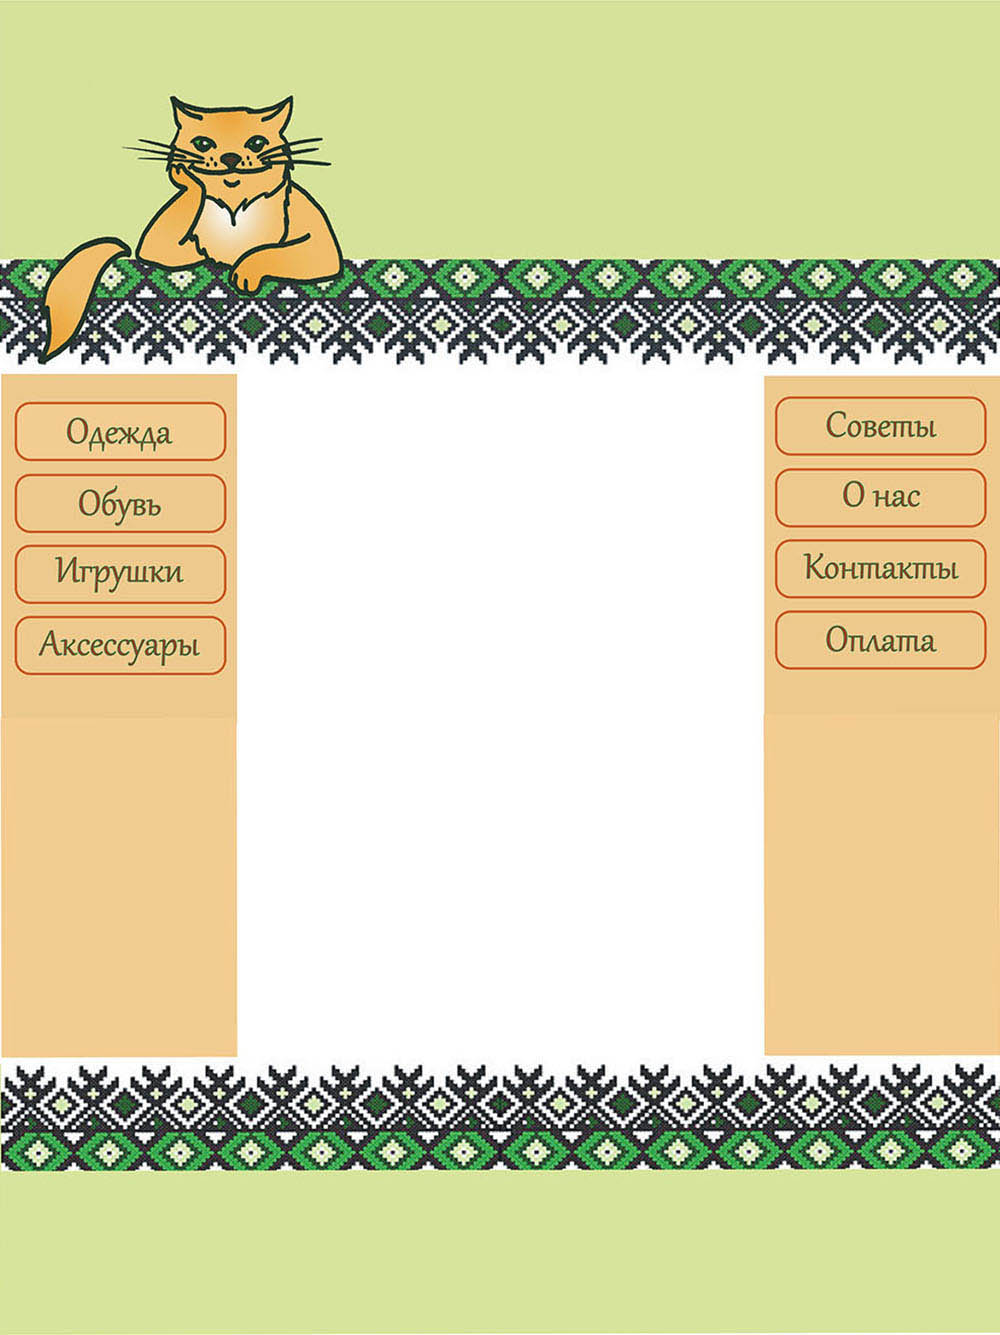 Одежда
Обувь
Игрушки
Аксессуары
Советы
О нас
Контакты
Оплата